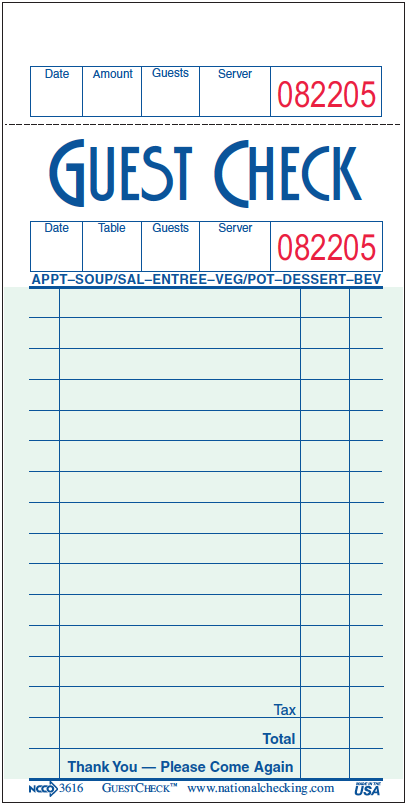 Date Amount Guests Server 082205
GUEST CHECK
Date Table Guests Server 082205
APPT–SOUP/SAL–ENTREE–VEG/POT–DESSERT–BEV
Tax
Total
Thank You — Please Come Again
NCCO 3616 GUESTCHECK™ www.nationalchecking.com MADE IN THE USA